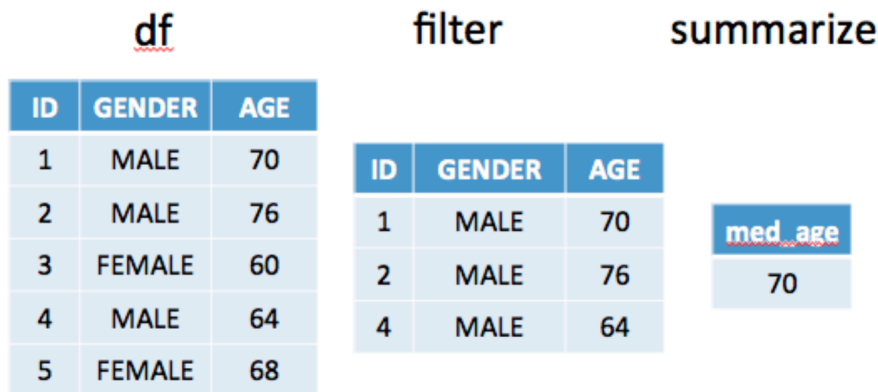 df
filter
summarize
ID GENDER AGE
1 MALE 70
2 MALE 76
3 FEMALE 60
4 MALE 64
5 FEMALE 68
ID GENDER AGE
1 MALE 70
2 MALE 76
4 MALE 64
med_age
70